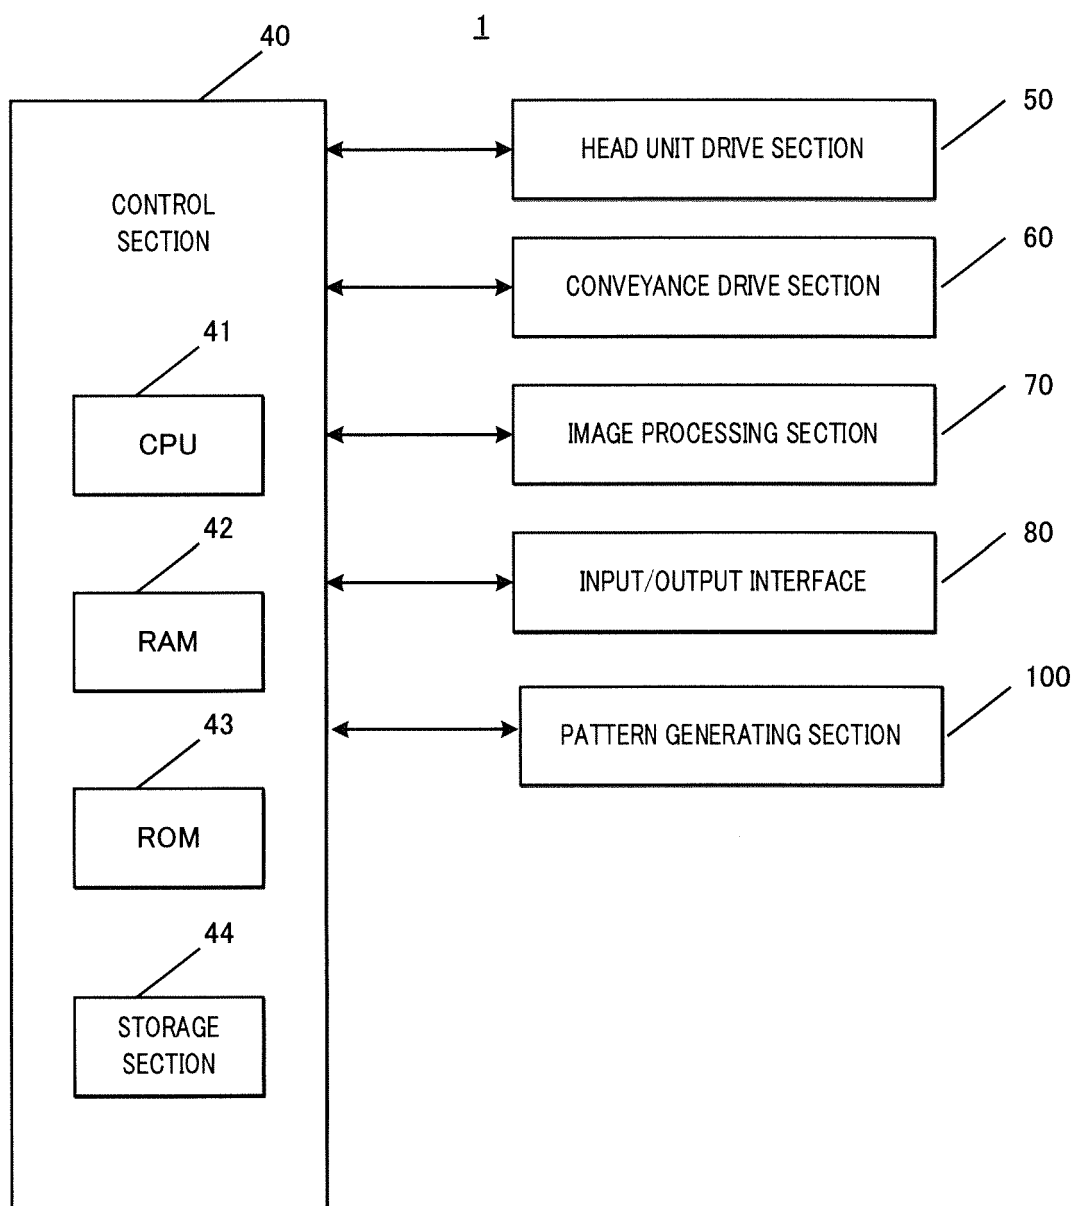 1
40
CONTROL
SECTION
41
CPU
42
RAM
43
ROM
44
STORAGE
SECTION
50
HEAD UNIT DRIVE SECTION
60
CONVEYANCE DRIVE SECTION
70
IMAGE PROCESSING SECTION
80
INPUT/OUTPUT INTERFACE
100
PATTERN GENERATING SECTION